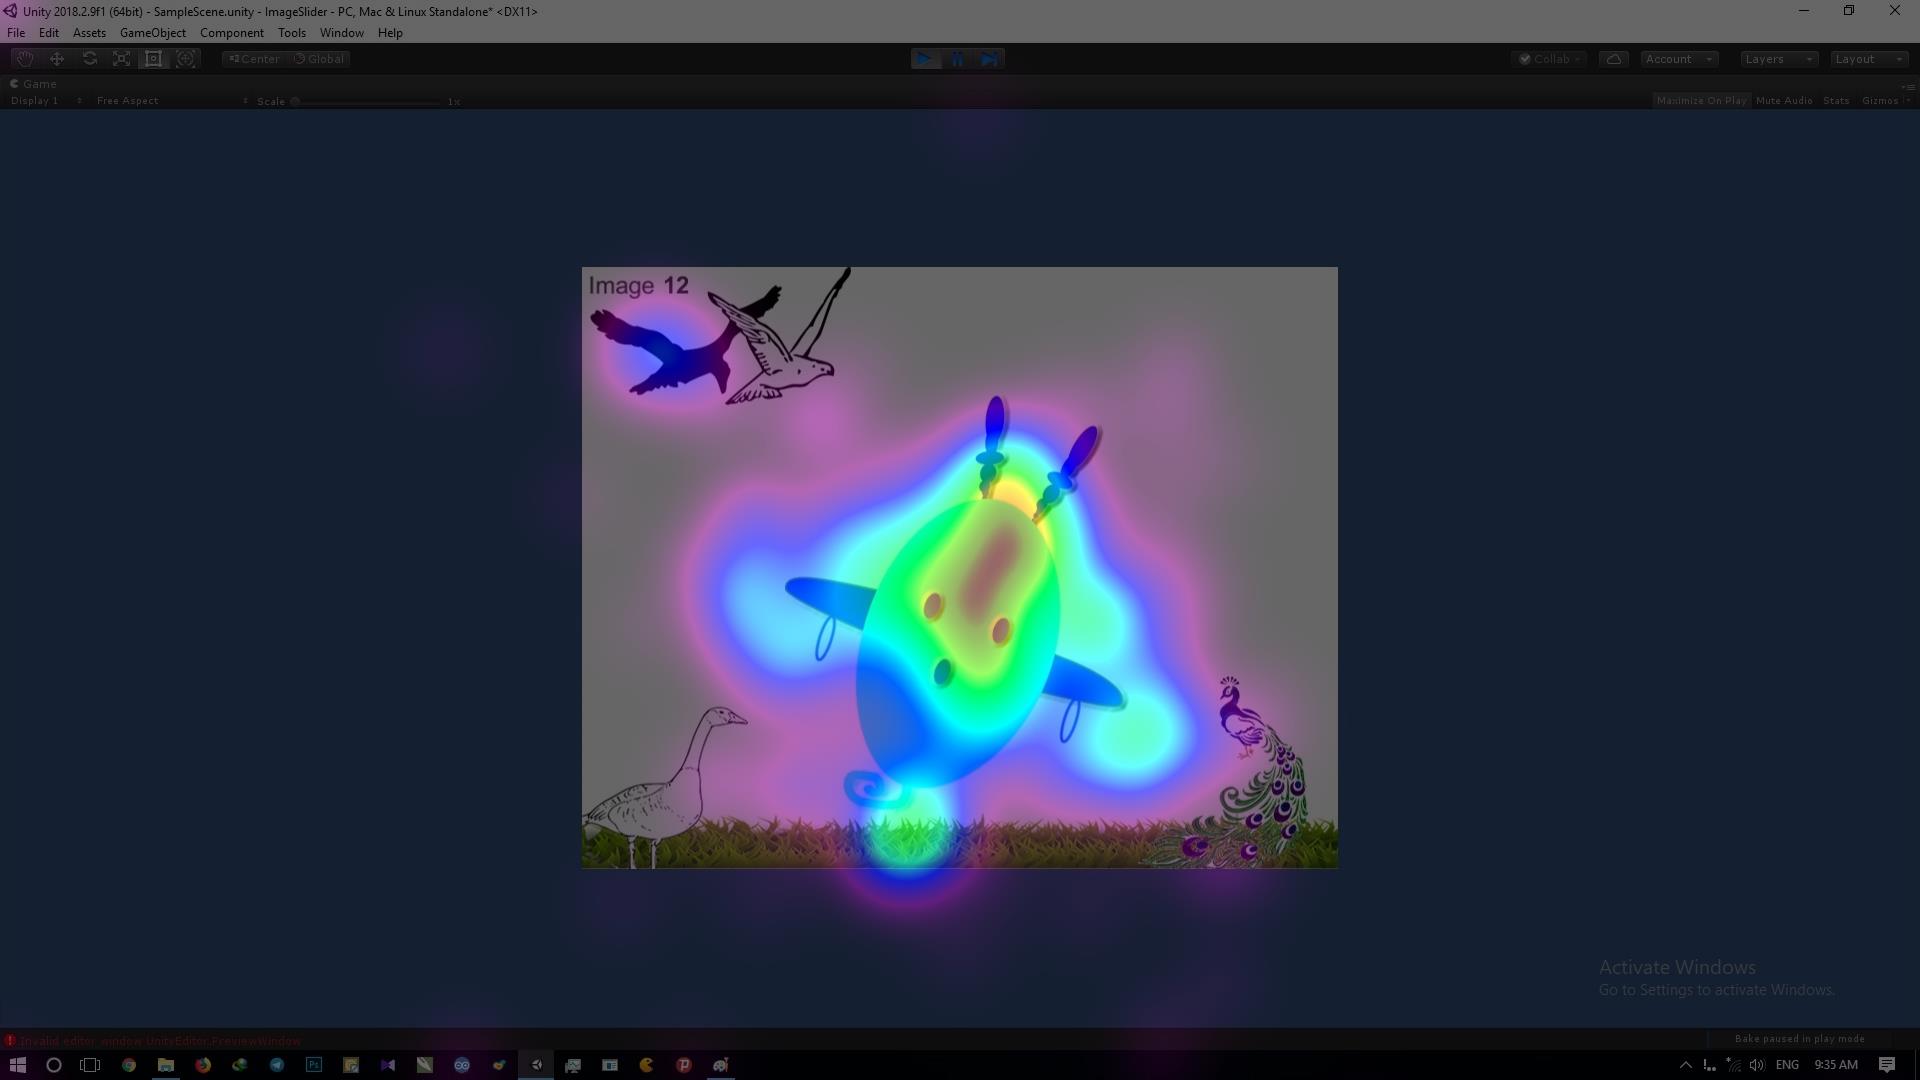 Unity 2018.2.9f1 (64bit) - SampleScene.unity - ImageSlider - PC, Mac & Linux Standalone* <DX11>
File Edit Assets GameObject Component Tools Window Help
Center Global Collab Account Layers Layout
Game
Display 1 Free Aspect Scale 1x Maximize On Play Mute Audio Stats Gizmos
Image 12
Activate Windows
Go to Settings to activate Windows.
Invalid editor window UnityEditor.PreviewWindow
Bake paused in play mode
Ps
ENG 9:35 AM